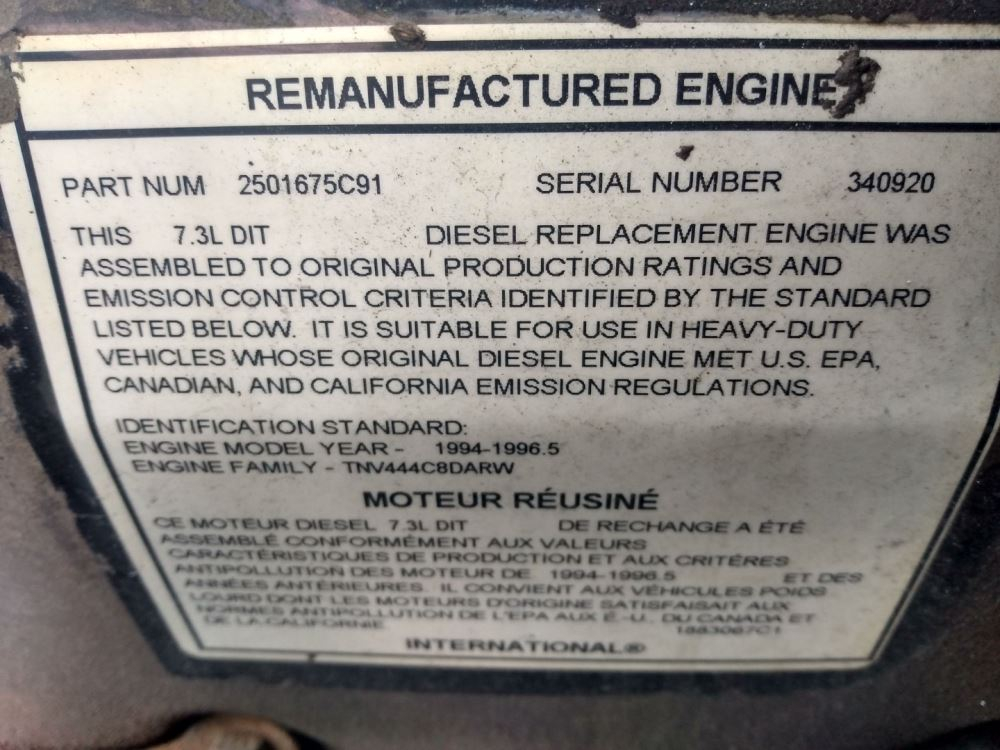 REMANUFACTURED ENGINE
PART NUM 2501675C91 SERIAL NUMBER 340920
THIS 7.3L DIT DIESEL REPLACEMENT ENGINE WAS
ASSEMBLED TO ORIGINAL PRODUCTION RATINGS AND
EMISSION CONTROL CRITERIA IDENTIFIED BY THE STANDARD
LISTED BELOW. IT IS SUITABLE FOR USE IN HEAVY-DUTY
VEHICLES WHOSE ORIGINAL DIESEL ENGINE MET U.S. EPA,
CANADIAN, AND CALIFORNIA EMISSION REGULATIONS.
IDENTIFICATION STANDARD:
ENGINE MODEL YEAR - 1994-1996.5
ENGINE FAMILY - TNV444C8DARW
MOTEUR RÉUSINÉ
CE MOTEUR DIESEL 7.3L DIT DE RECHANGE A ÉTÉ
ASSEMBLÉ CONFORMÉMENT AUX VALEURS
CARACTÉRISTIQUES DE PRODUCTION ET AUX CRITÈRES
ANTIPOLLUTION DES MOTEUR DE 1994-1996.5 ET DES
ANNÉES ANTÉRIEURES. IL CONVIENT AUX VÉHICULES POIDS
LOURD DONT LES MOTEURS D'ORIGINE SATISFAISAIT AUX
NORMES ANTIPOLLUTION DE L'EPA AUX É.-U., DU CANADA ET
DE LA CALIFORNIE 1883067C1
INTERNATIONAL®